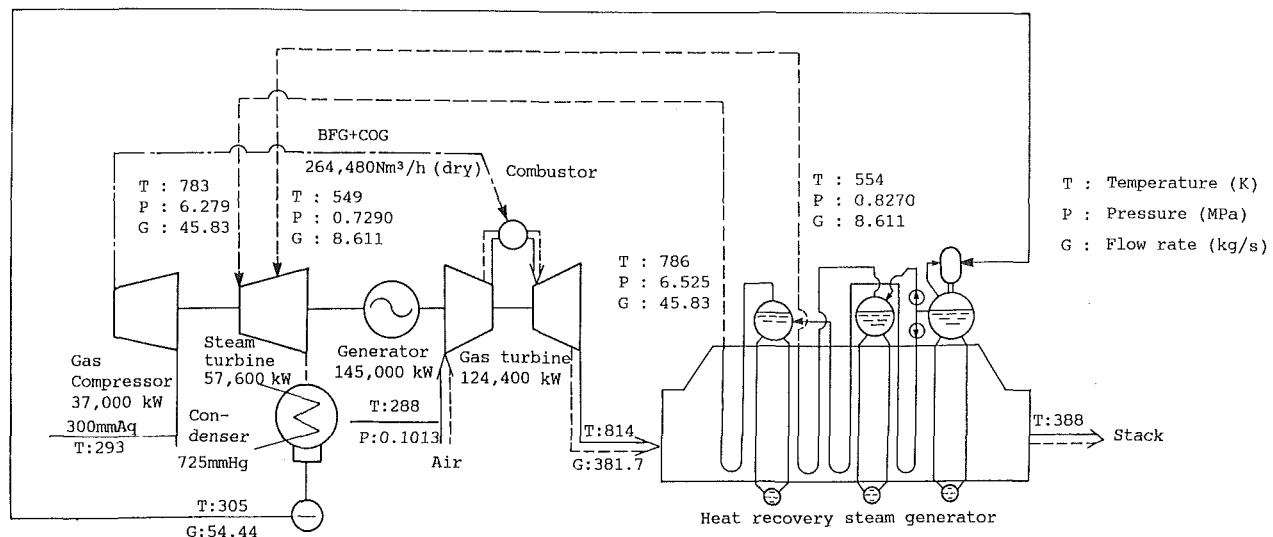 BFG+COG
264,480Nm³/h (dry)
Combustor
T : 783
P : 6.279
G : 45.83
T : 549
P : 0.7290
G : 8.611
T : 554
P : 0.8270
G : 8.611
T : Temperature (K)
P : Pressure (MPa)
G : Flow rate (kg/s)
T : 786
P : 6.525
G : 45.83
Gas
Compressor
37,000 kW
300mmAq
T:293
Steam
turbine
57,600 kW
Con-
denser
725mmHg
Generator
145,000 kW
Gas turbine
124,400 kW
T:288
P:0.1013
Air
T:814
G:381.7
T:388
Stack
T:305
G:54.44
Heat recovery steam generator